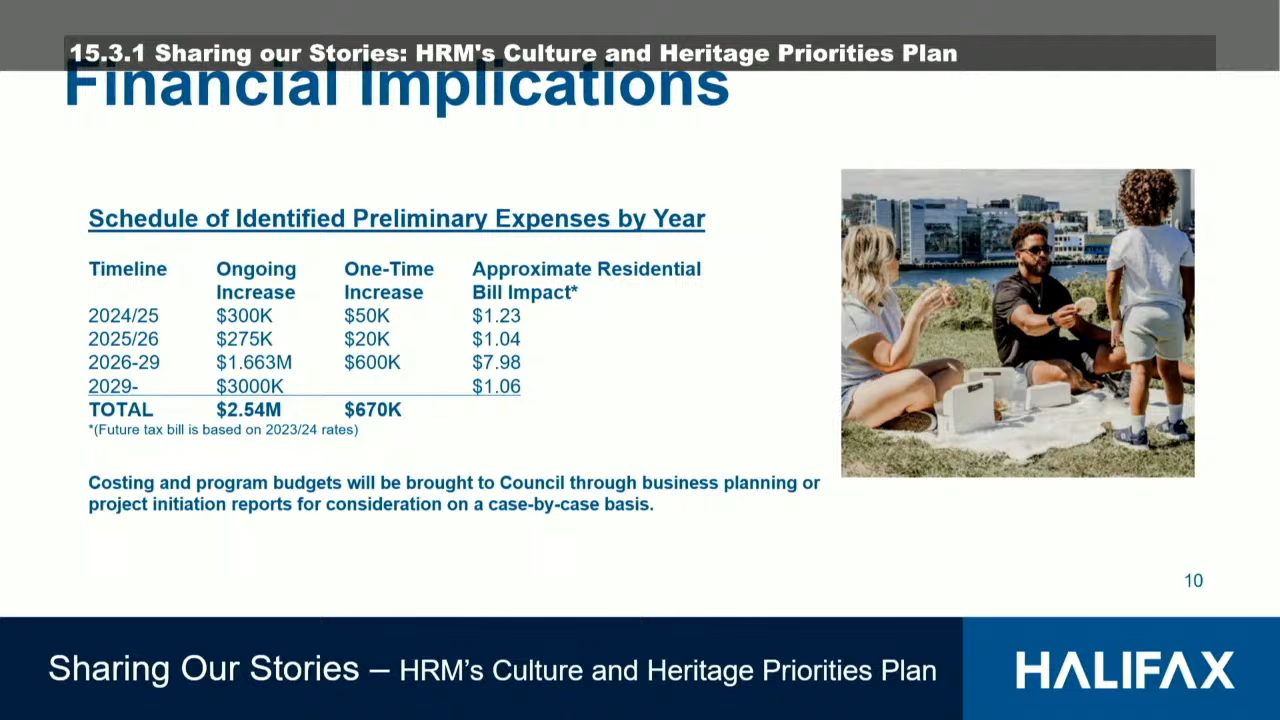 15.3.1 Sharing our Stories: HRM's Culture and Heritage Priorities Plan
Financial Implications
Schedule of Identified Preliminary Expenses by Year
Timeline Ongoing Increase One-Time Increase Approximate Residential Bill Impact*
2024/25 $300K $50K $1.23
2025/26 $275K $20K $1.04
2026-29 $1.663M $600K $7.98
2029- $3000K $1.06
TOTAL $2.54M $670K
*(Future tax bill is based on 2023/24 rates)
Costing and program budgets will be brought to Council through business planning or
project initiation reports for consideration on a case-by-case basis.
10
Sharing Our Stories – HRM’s Culture and Heritage Priorities Plan
HALIFAX